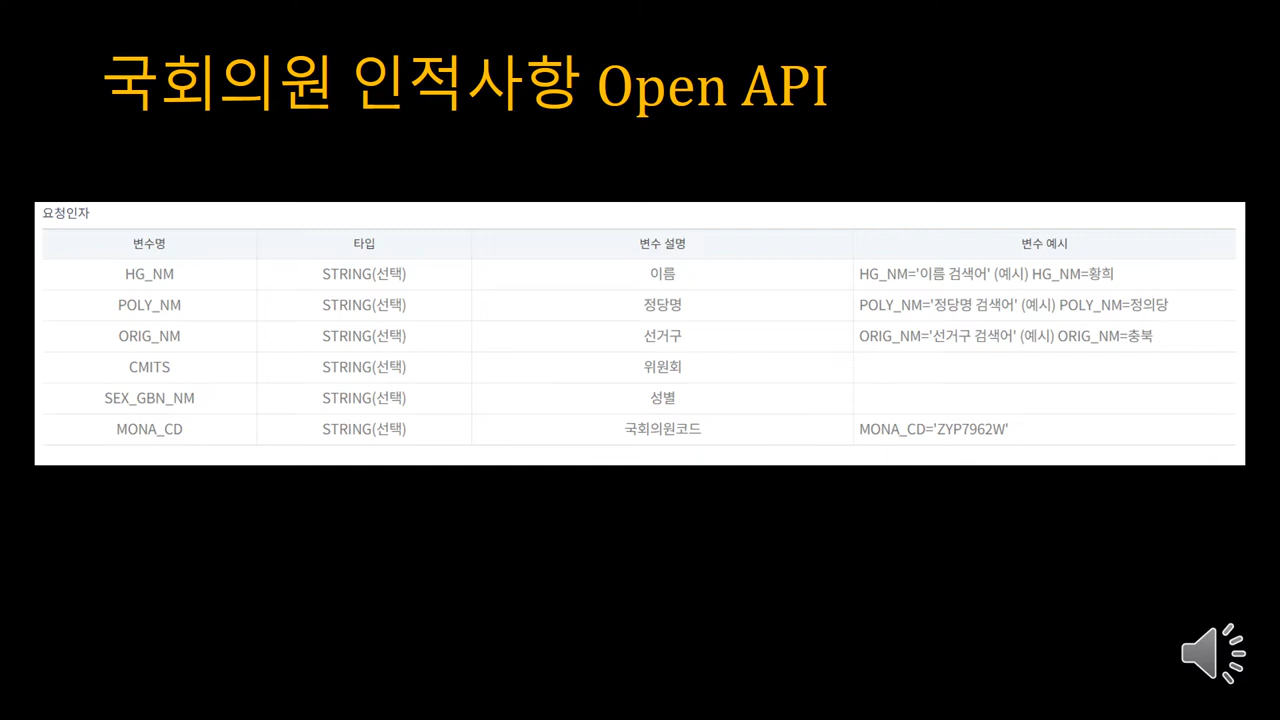 국회의원 인적사항 Open API
요청인자
변수명 타입 변수 설명 변수 예시
HG_NM STRING(선택) 이름 HG_NM='이름 검색어' (예시) HG_NM=황희
POLY_NM STRING(선택) 정당명 POLY_NM='정당명 검색어' (예시) POLY_NM=정의당
ORIG_NM STRING(선택) 선거구 ORIG_NM='선거구 검색어' (예시) ORIG_NM=충북
CMITS STRING(선택) 위원회
SEX_GBN_NM STRING(선택) 성별
MONA_CD STRING(선택) 국회의원코드 MONA_CD='ZYP7962W'